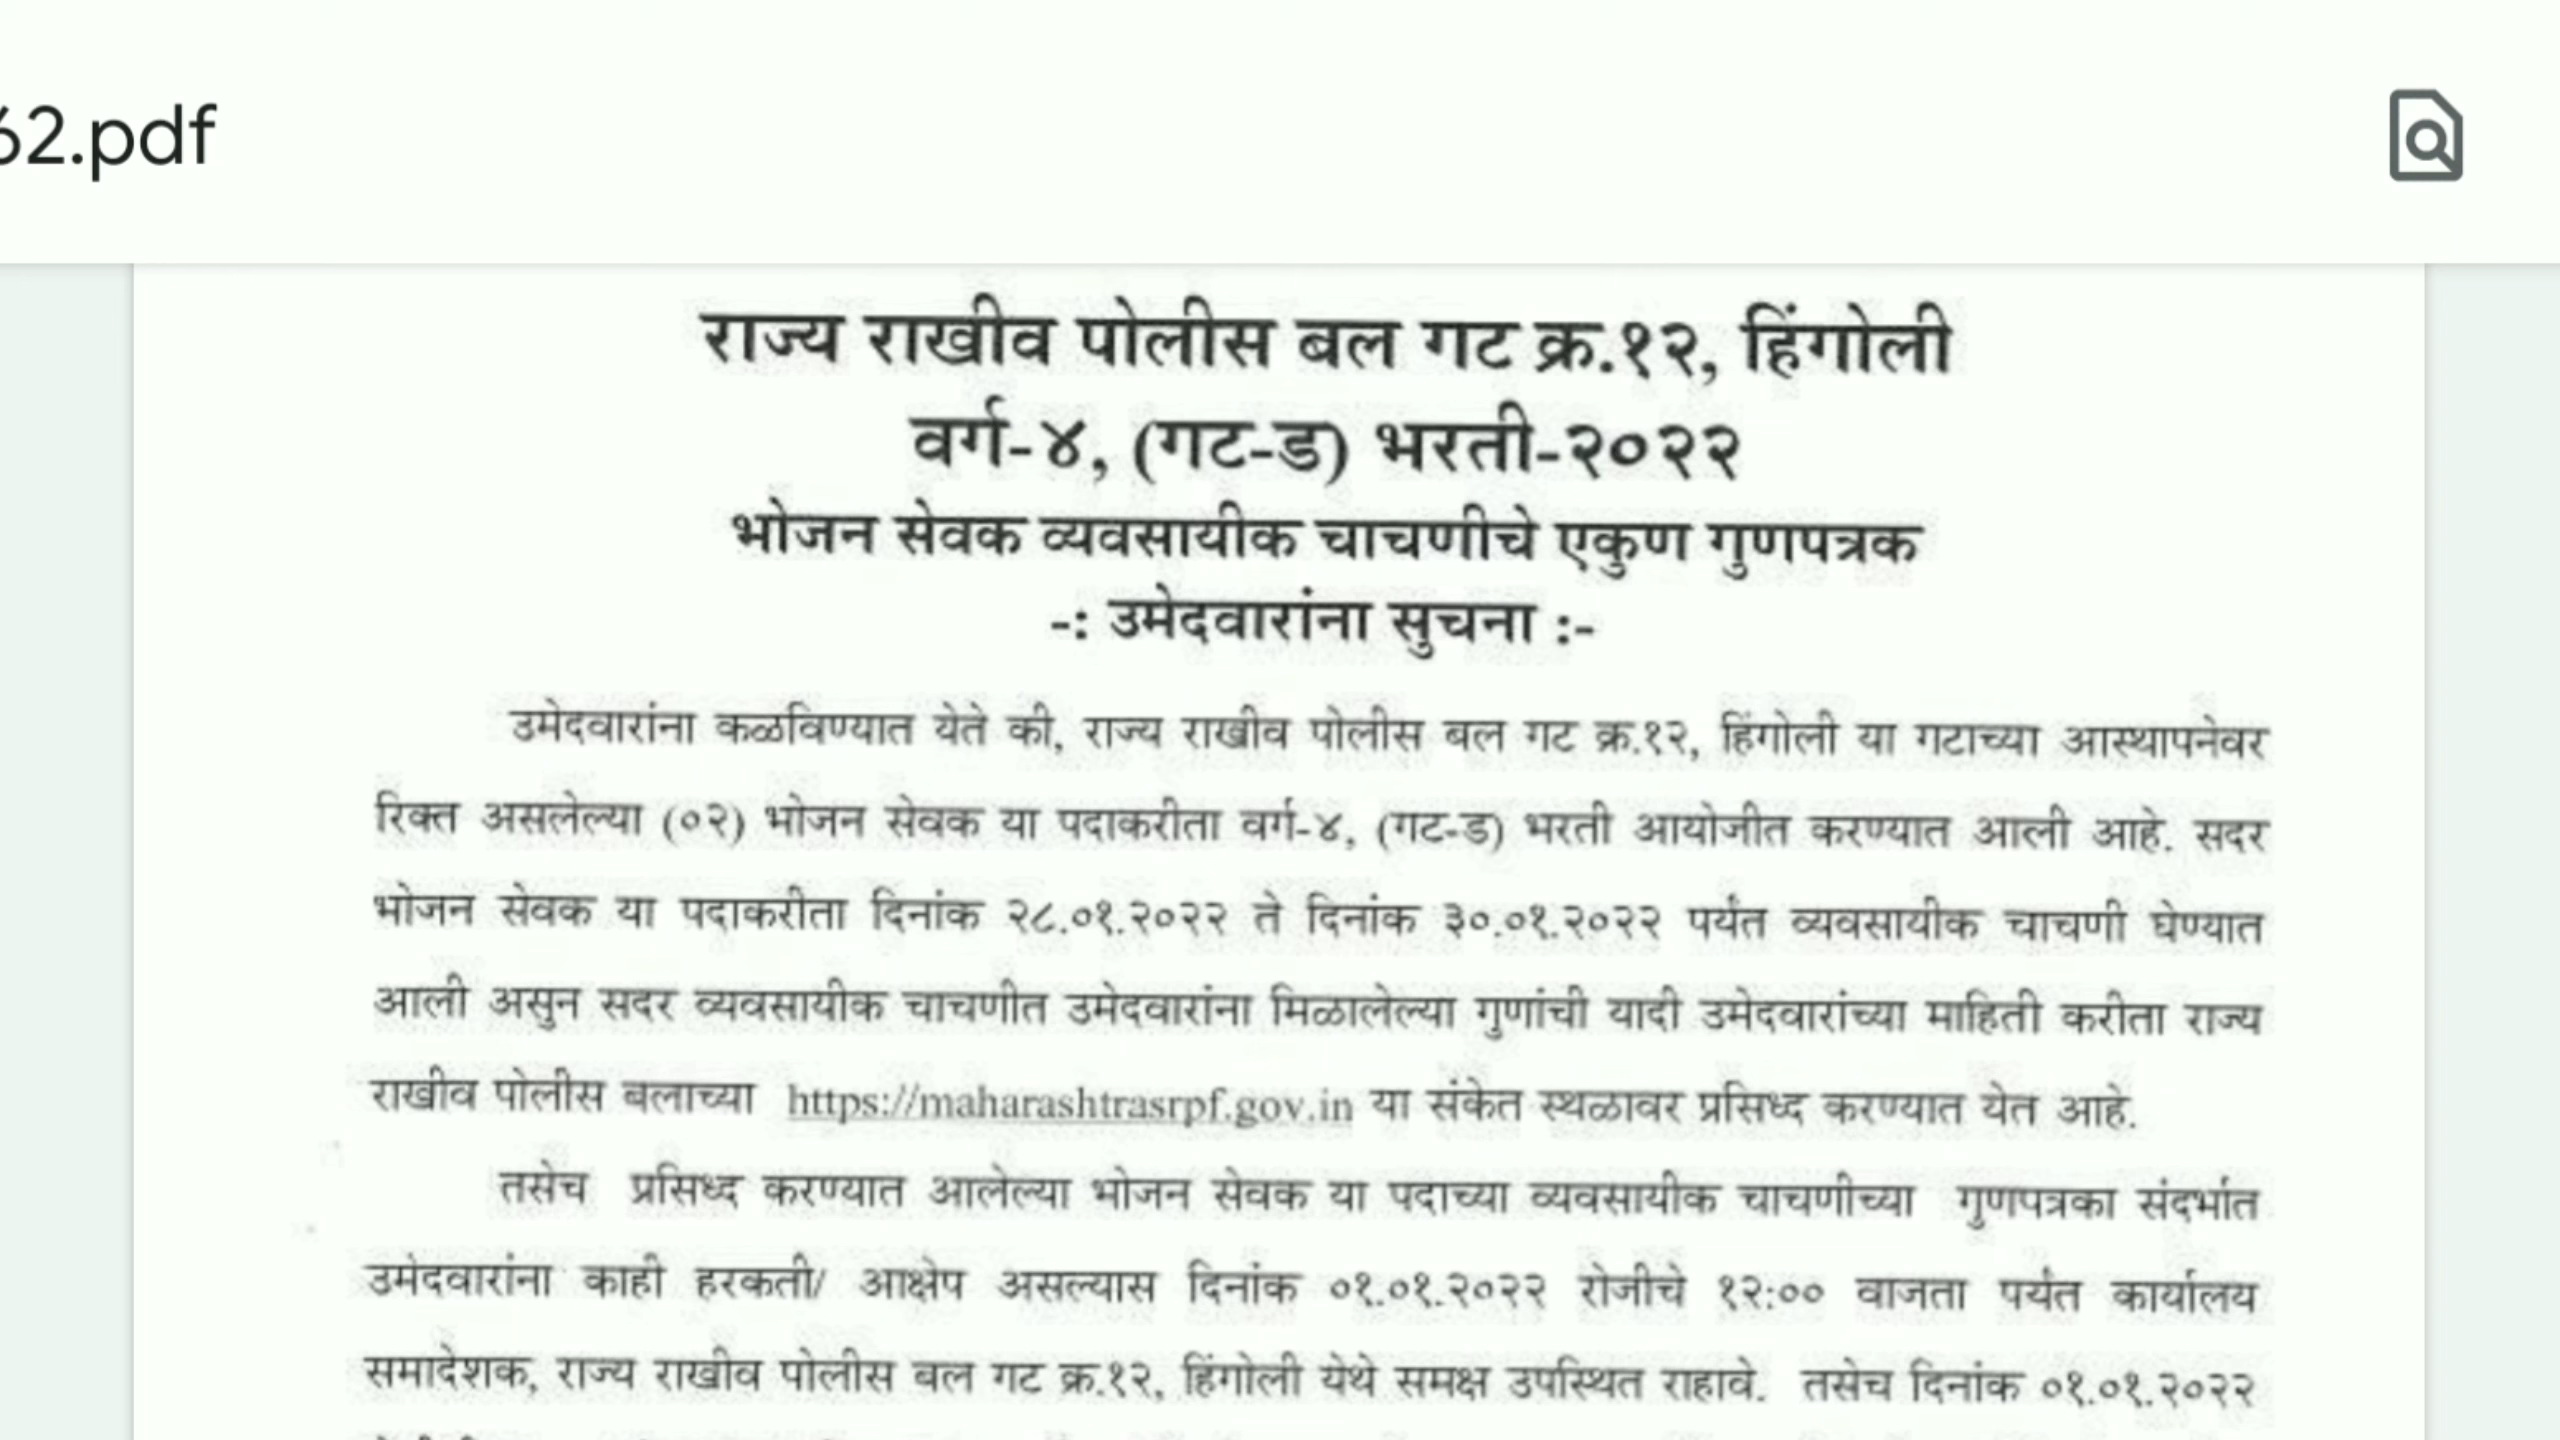 62.pdf
राज्य राखीव पोलीस बल गट क्र.१२, हिंगोली
वर्ग-४, (गट-ड) भरती-२०२२
भोजन सेवक व्यवसायीक चाचणीचे एकुण गुणपत्रक
-: उमेदवारांना सुचना :-
उमेदवारांना कळविण्यात येते की, राज्य राखीव पोलीस बल गट क्र.१२, हिंगोली या गटाच्या आस्थापनेवर
रिक्त असलेल्या (०२) भोजन सेवक या पदाकरीता वर्ग-४, (गट-ड) भरती आयोजीत करण्यात आली आहे. सदर
भोजन सेवक या पदाकरीता दिनांक २८.०१.२०२२ ते दिनांक ३०.०१.२०२२ पर्यंत व्यवसायीक चाचणी घेण्यात
आली असुन सदर व्यवसायीक चाचणीत उमेदवारांना मिळालेल्या गुणांची यादी उमेदवारांच्या माहिती करीता राज्य
राखीव पोलीस बलाच्या https://maharashtrasrpf.gov.in या संकेत स्थळावर प्रसिध्द करण्यात येत आहे.
तसेच प्रसिध्द करण्यात आलेल्या भोजन सेवक या पदाच्या व्यवसायीक चाचणीच्या गुणपत्रका संदर्भात
उमेदवारांना काही हरकती/ आक्षेप असल्यास दिनांक ०१.०१.२०२२ रोजीचे १२:०० वाजता पर्यंत कार्यालय
समादेशक, राज्य राखीव पोलीस बल गट क्र.१२, हिंगोली येथे समक्ष उपस्थित राहावे. तसेच दिनांक ०१.०१.२०२२